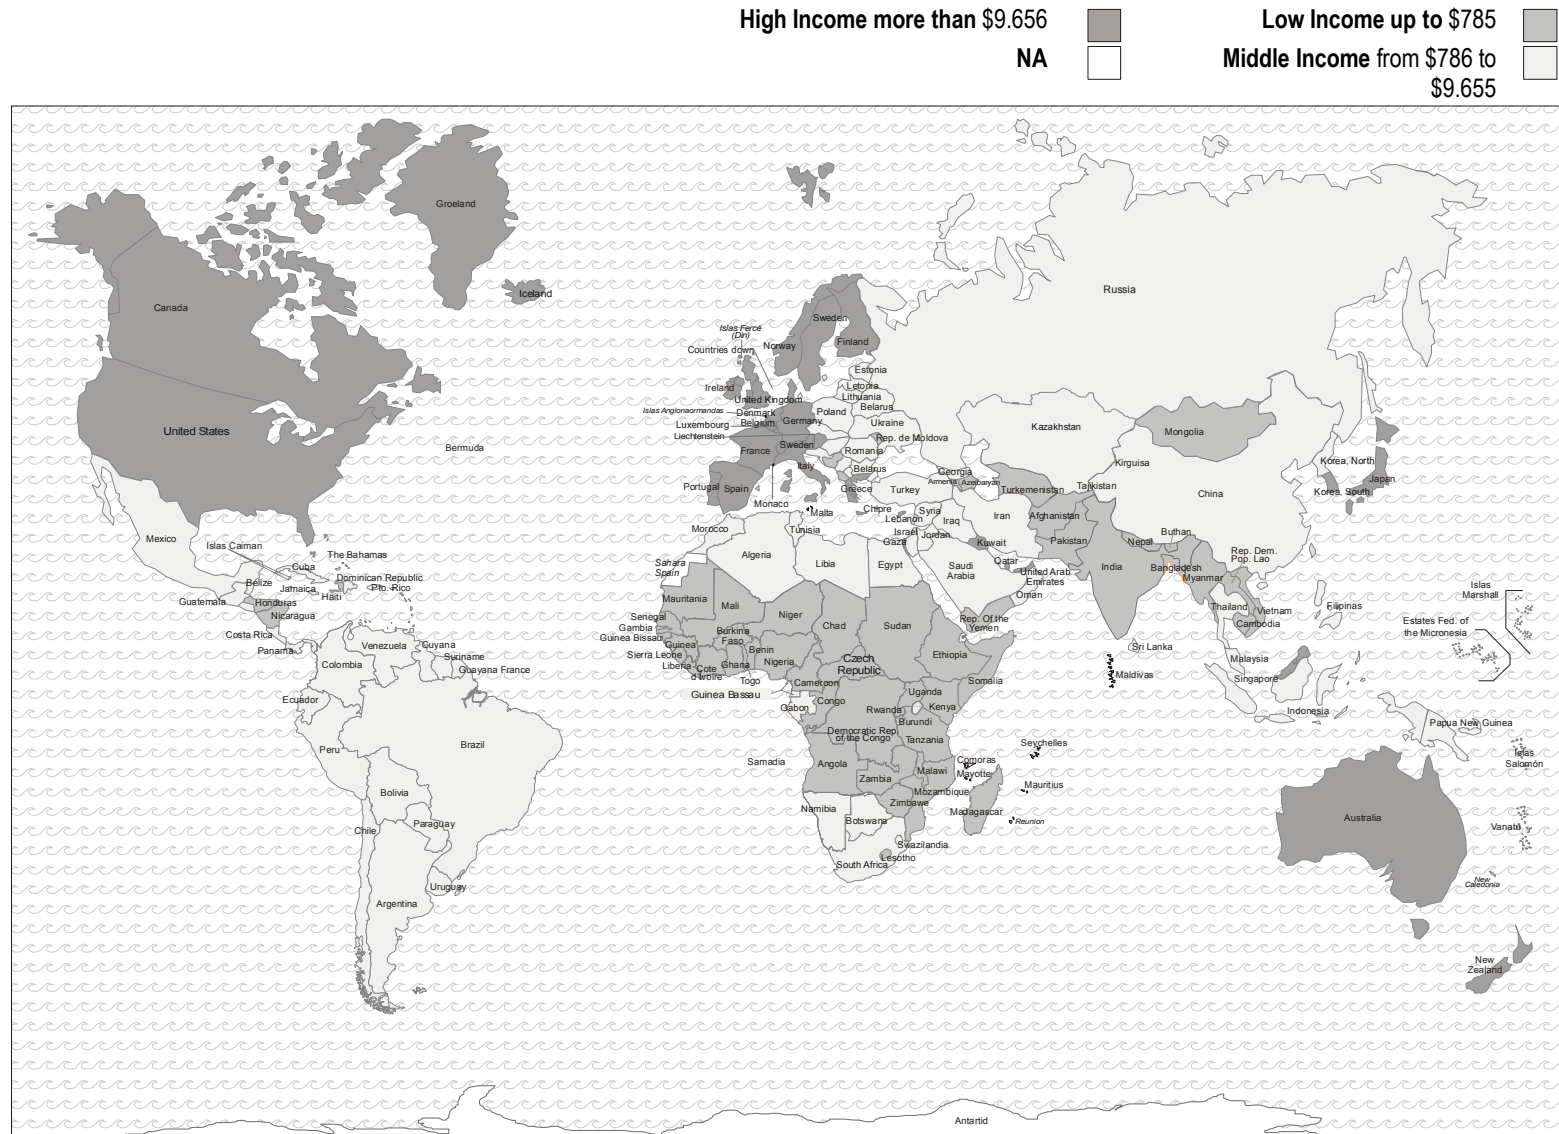 High Income more than $9.656
NA
Low Income up to $785
Middle Income from $786 to
$9.655
Groeland
Iceland
Canada
United States
Bermuda
Mexico
Islas Caiman
The Bahamas
Cuba
Belize
Jamaica
Haiti
Dominican Republic
Pto. Rico
Guatemala
Honduras
Nicaragua
Costa Rica
Panama
Venezuela
Guyana
Suriname
Guayana France
Colombia
Ecuador
Peru
Brazil
Bolivia
Paraguay
Chile
Uruguay
Argentina
Islas Fercé
(Din)
Countries down
Norway
Sweden
Finland
Estonia
Letonia
Lithuania
Belarus
Ireland
United Kingdom
Islas Anglonaormandas
Denmark
Belgium
Germany
Poland
Ukraine
Luxembourg
Liechtenstein
Rep. de Moldova
France
Sweden
Romania
Italy
Belarus
Portugal
Spain
Greece
Monaco
Malta
Turkey
Georgia
Armenia
Azeibaryán
Chipre
Lebanon
Syria
Israel
Gaza
Jordan
Iraq
Iran
Kuwait
Saudi
Arabia
Qatar
United Arab
Emirates
Oman
Rep. Of the
Yemen
Morocco
Tunisia
Algeria
Libia
Egypt
Sahara
Spain
Mauritania
Mali
Niger
Chad
Sudan
Senegal
Gambia
Guinea Bissau
Guinea
Sierra Leone
Liberia
Cote
d'Ivoire
Burkina
Faso
Ghana
Benin
Togo
Nigeria
Guinea Bassau
Cameroon
Czech
Republic
Ethiopia
Somalia
Gabon
Congo
Uganda
Kenya
Rwanda
Burundi
Democratic Rep.
of the Congo
Tanzania
Samadia
Angola
Zambia
Malawi
Mozambique
Zimbawe
Namibia
Botswana
Swazilandia
Lesotho
South Africa
Madagascar
Comoras
Mayotte
Seychelles
Mauritius
Reunion
Russia
Kazakhstan
Mongolia
Kirguisa
Turkemenistan
Tajikistan
Afghanistan
Pakistan
China
Korea, North
Korea, South
Japan
Nepal
Buthan
India
Bangladesh
Myanmar
Rep. Dem.
Pop. Lao
Thailand
Vietnam
Cambodia
Filipinas
Sri Lanka
Maldivas
Malaysia
Singapore
Indonesia
Papua New Guinea
Islas
Marshall
Estates Fed. of
the Micronesia
Islas
Salomón
Vanatu
New
Caledonia
Australia
New
Zealand
Antartid